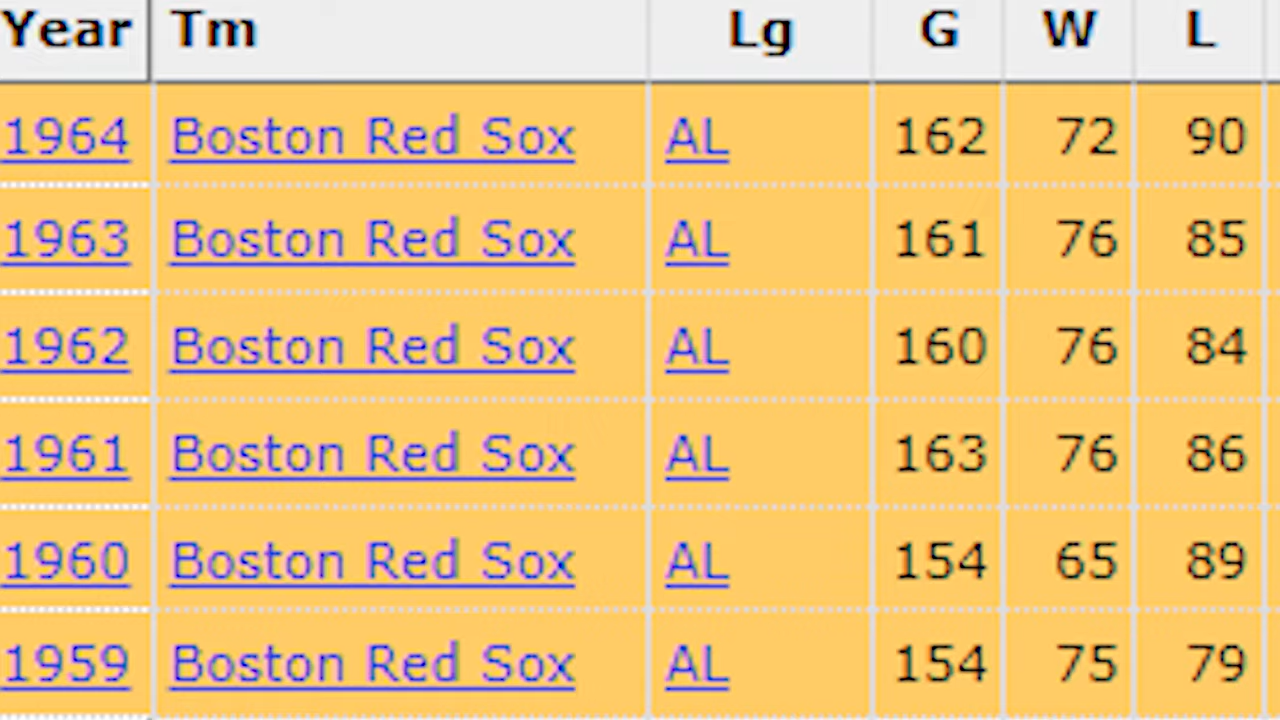 Year Tm Lg G W L
1964 Boston Red Sox AL 162 72 90
1963 Boston Red Sox AL 161 76 85
1962 Boston Red Sox AL 160 76 84
1961 Boston Red Sox AL 163 76 86
1960 Boston Red Sox AL 154 65 89
1959 Boston Red Sox AL 154 75 79